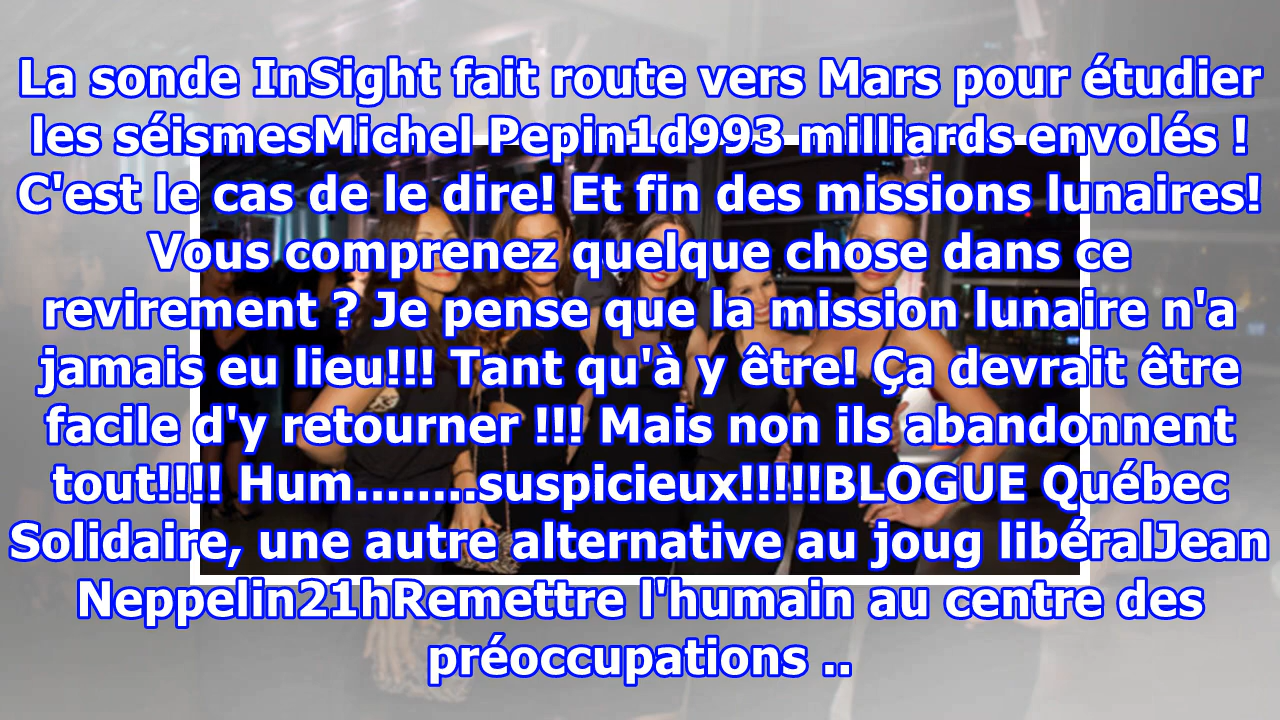 La sonde InSight fait route vers Mars pour étudier
les séismesMichel Pepin1d993 milliards envolés !
C'est le cas de le dire! Et fin des missions lunaires!
Vous comprenez quelque chose dans ce
revirement ? Je pense que la mission lunaire n'a
jamais eu lieu!!! Tant qu'à y être! Ça devrait être
facile d'y retourner !!! Mais non ils abandonnent
tout!!!! Hum........suspicieux!!!!!BLOGUE Québec
Solidaire, une autre alternative au joug libéralJean
Neppelin21hRemettre l'humain au centre des
préoccupations ..